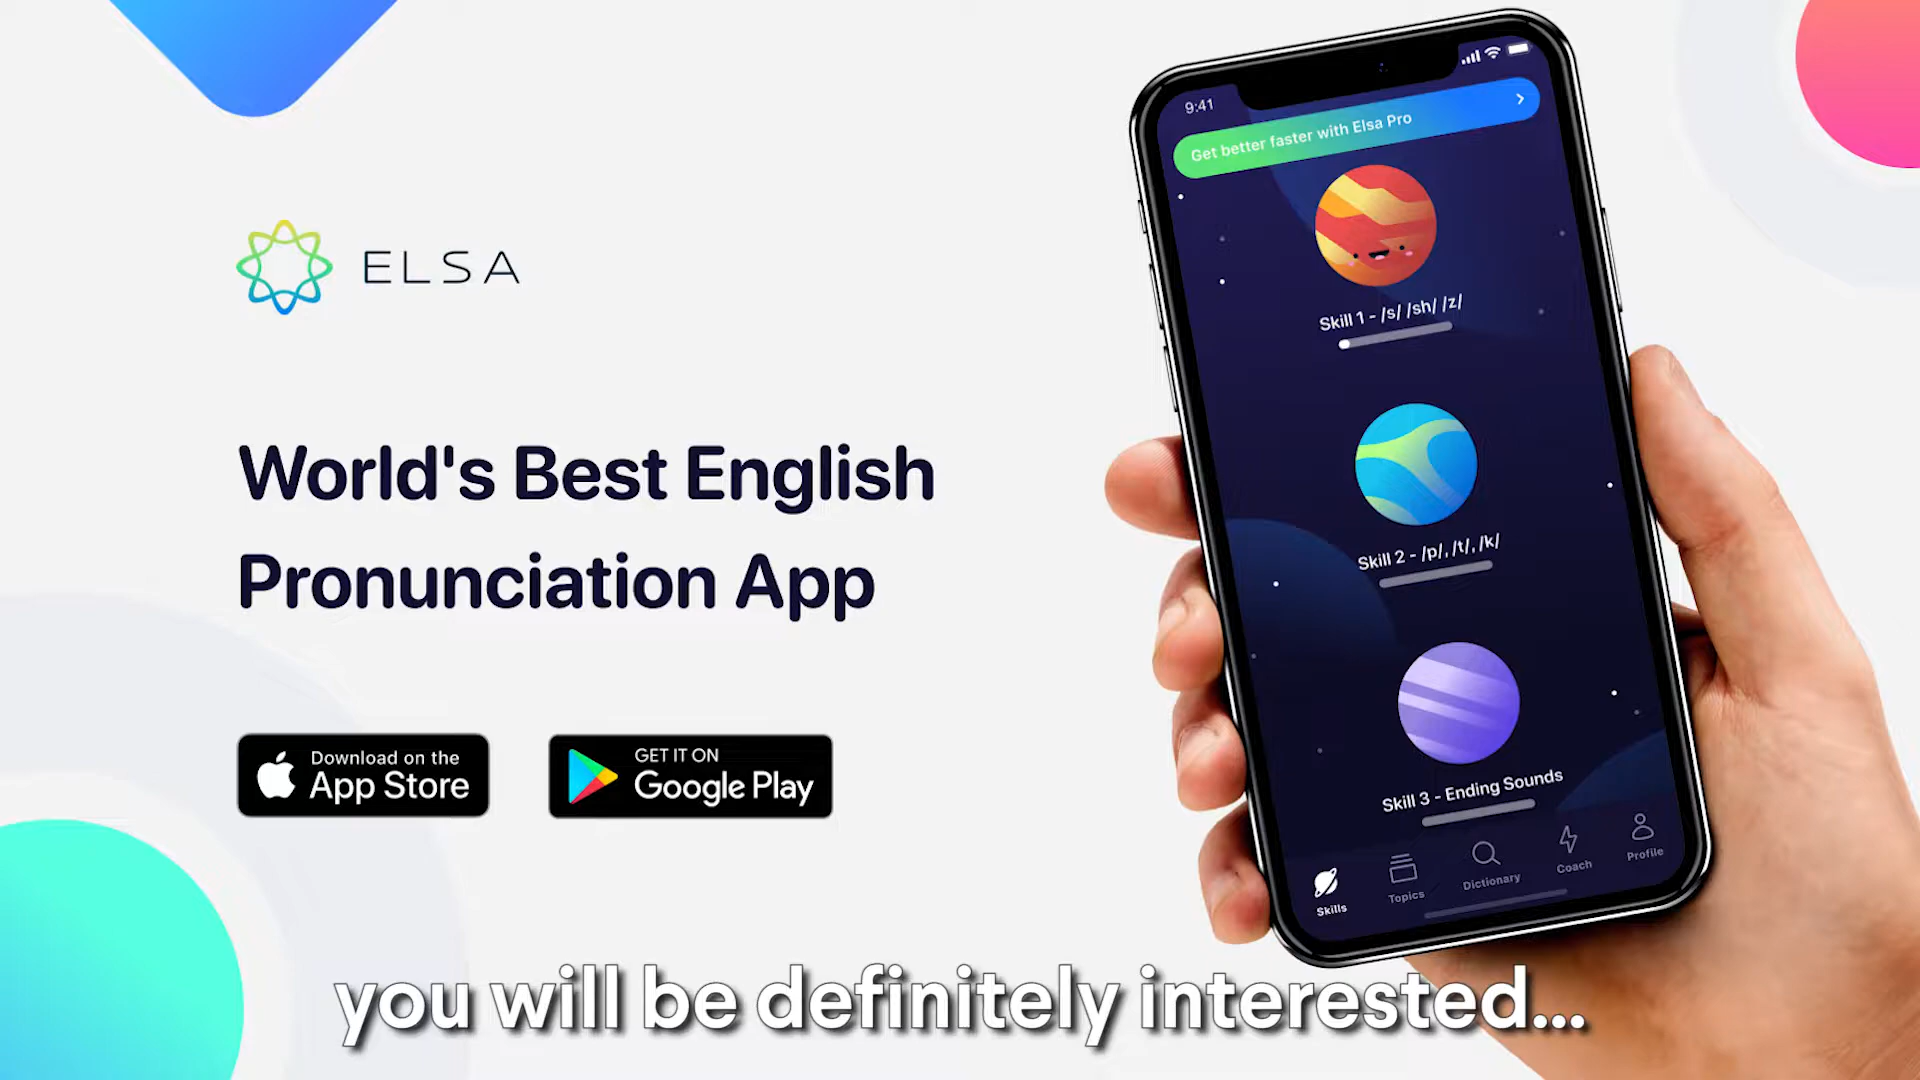 ELSA
World's Best English
Pronunciation App
Download on the
App Store
GET IT ON
Google Play
9:41
Get better faster with Elsa Pro
Skill 1 - /s/ /sh/ /z/
Skill 2 - /p/, /t/, /k/
Skill 3 - Ending Sounds
Skills
Topics
Dictionary
Coach
Profile
you will be definitely interested...